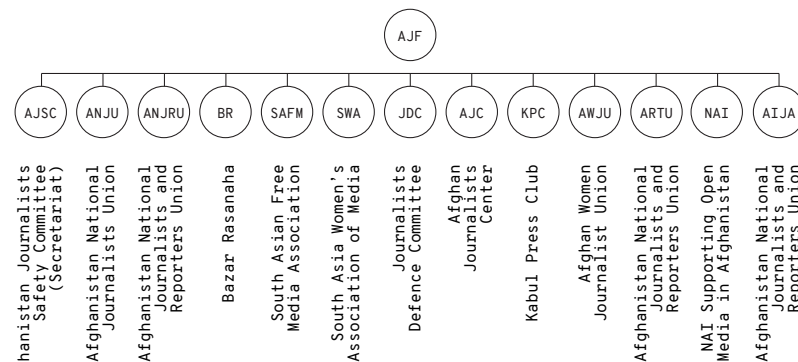 AJF
AJSC
ANJU
ANJRU
BR
SAFM
SWA
JDC
AJC
KPC
AWJU
ARTU
NAI
AIJA
hanistan Journalists
Safety Committee
(Secretariat)
Afghanistan National
Journalists Union
Afghanistan National
Journalists and
Reporters Union
Bazar Rasanaha
South Asian Free
Media Association
South Asia Women's
Association of Media
Journalists
Defence Committee
Afghan
Journalists
Center
Kabul Press Club
Afghan Women
Journalist Union
Afghanistan National
Journalists and
Reporters Union
NAI Supporting Open
Media in Afghanistan
Afghanistan National
Journalists and
Reporters Union